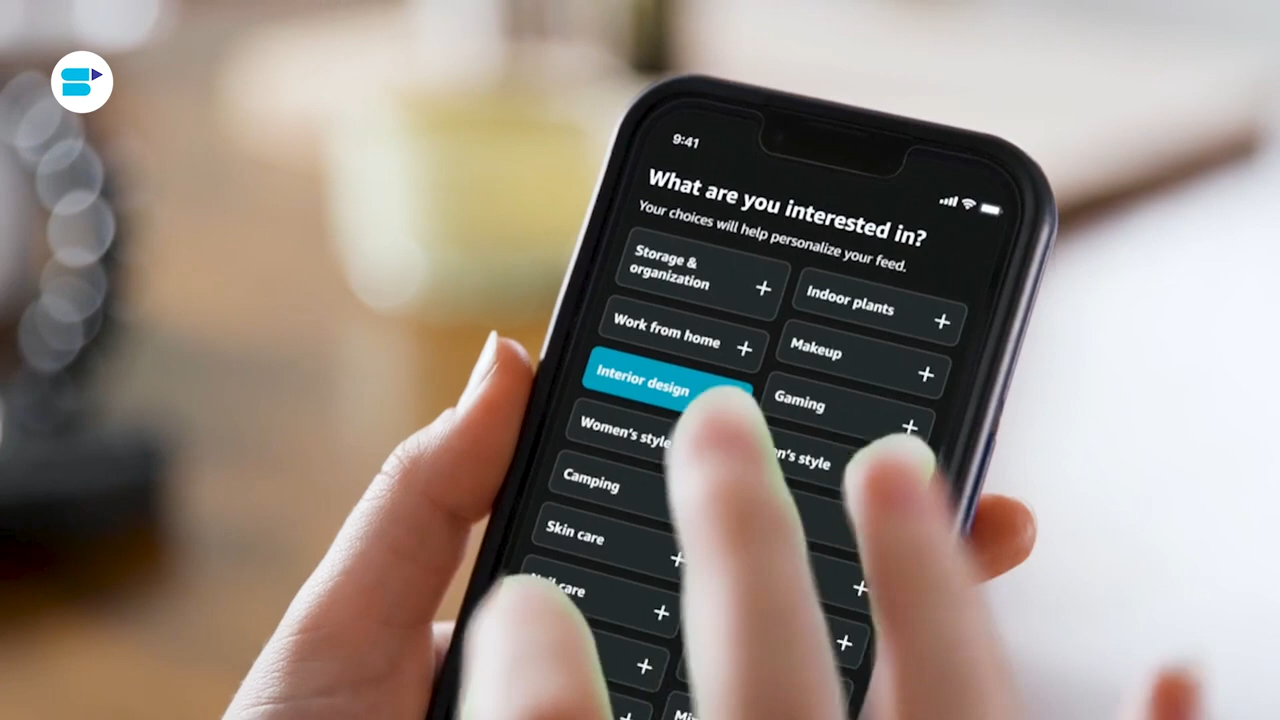 9:41
What are you interested in?
Your choices will help personalize your feed.
Storage &
organization
Indoor plants
Work from home
Makeup
Interior design
Gaming
Women's style
Camping
Skin care
care